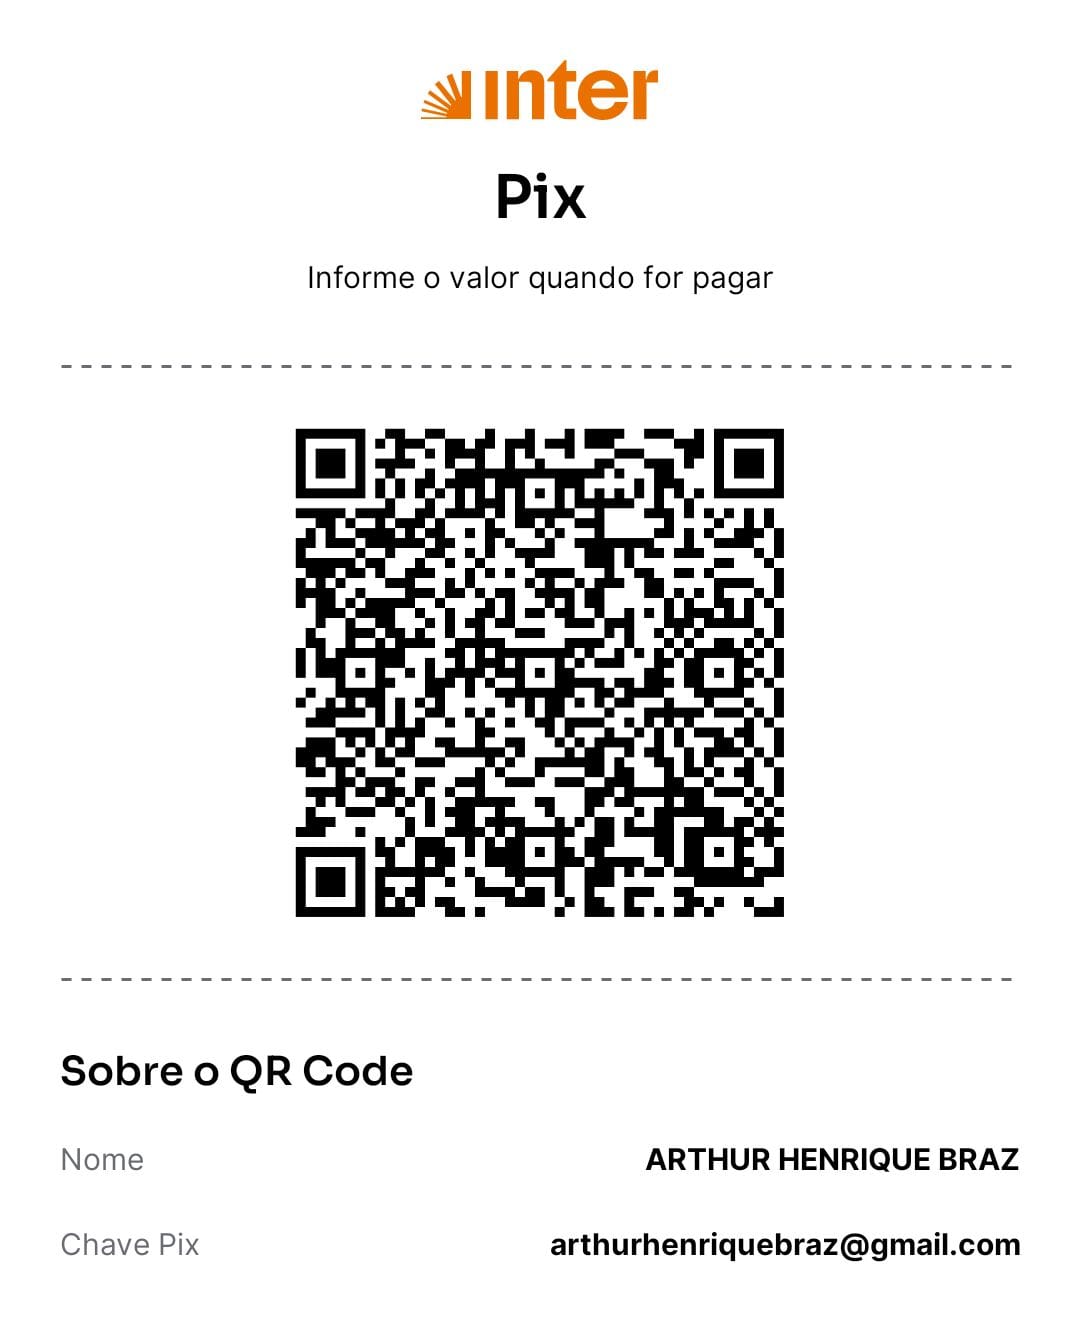 inter
Pix
Informe o valor quando for pagar
Sobre o QR Code
Nome ARTHUR HENRIQUE BRAZ
Chave Pix arthurhenriquebraz@gmail.com